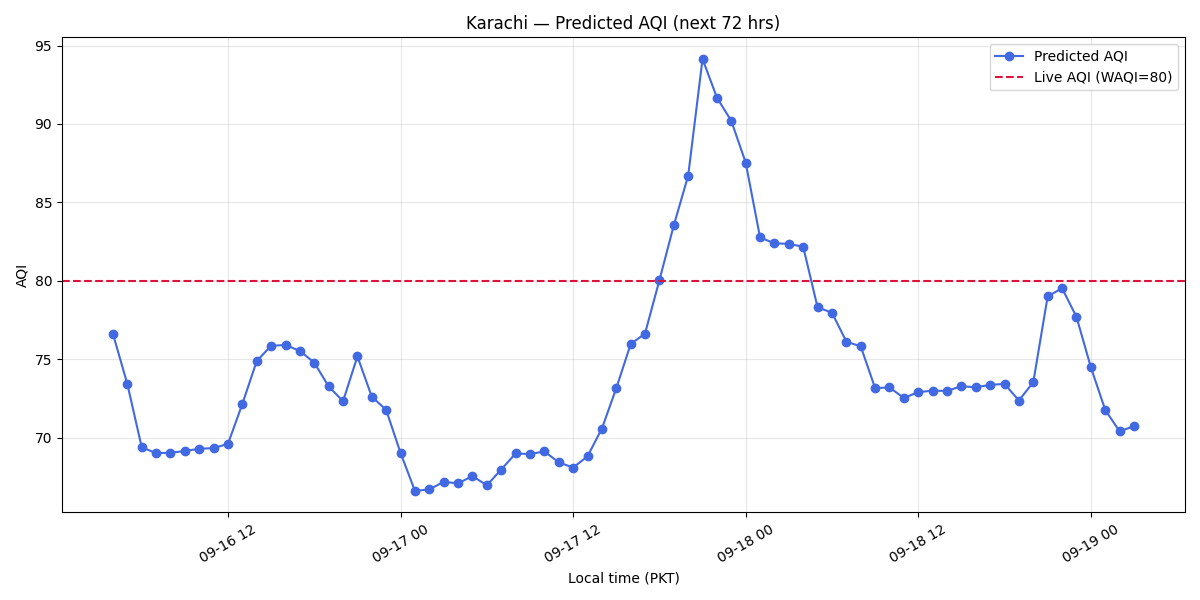 Karachi — Predicted AQI (next 72 hrs)
95
90
85
80
75
70
AQI
Predicted AQI
Live AQI (WAQI=80)
09-16 12
09-17 00
09-17 12
09-18 00
09-18 12
09-19 00
Local time (PKT)